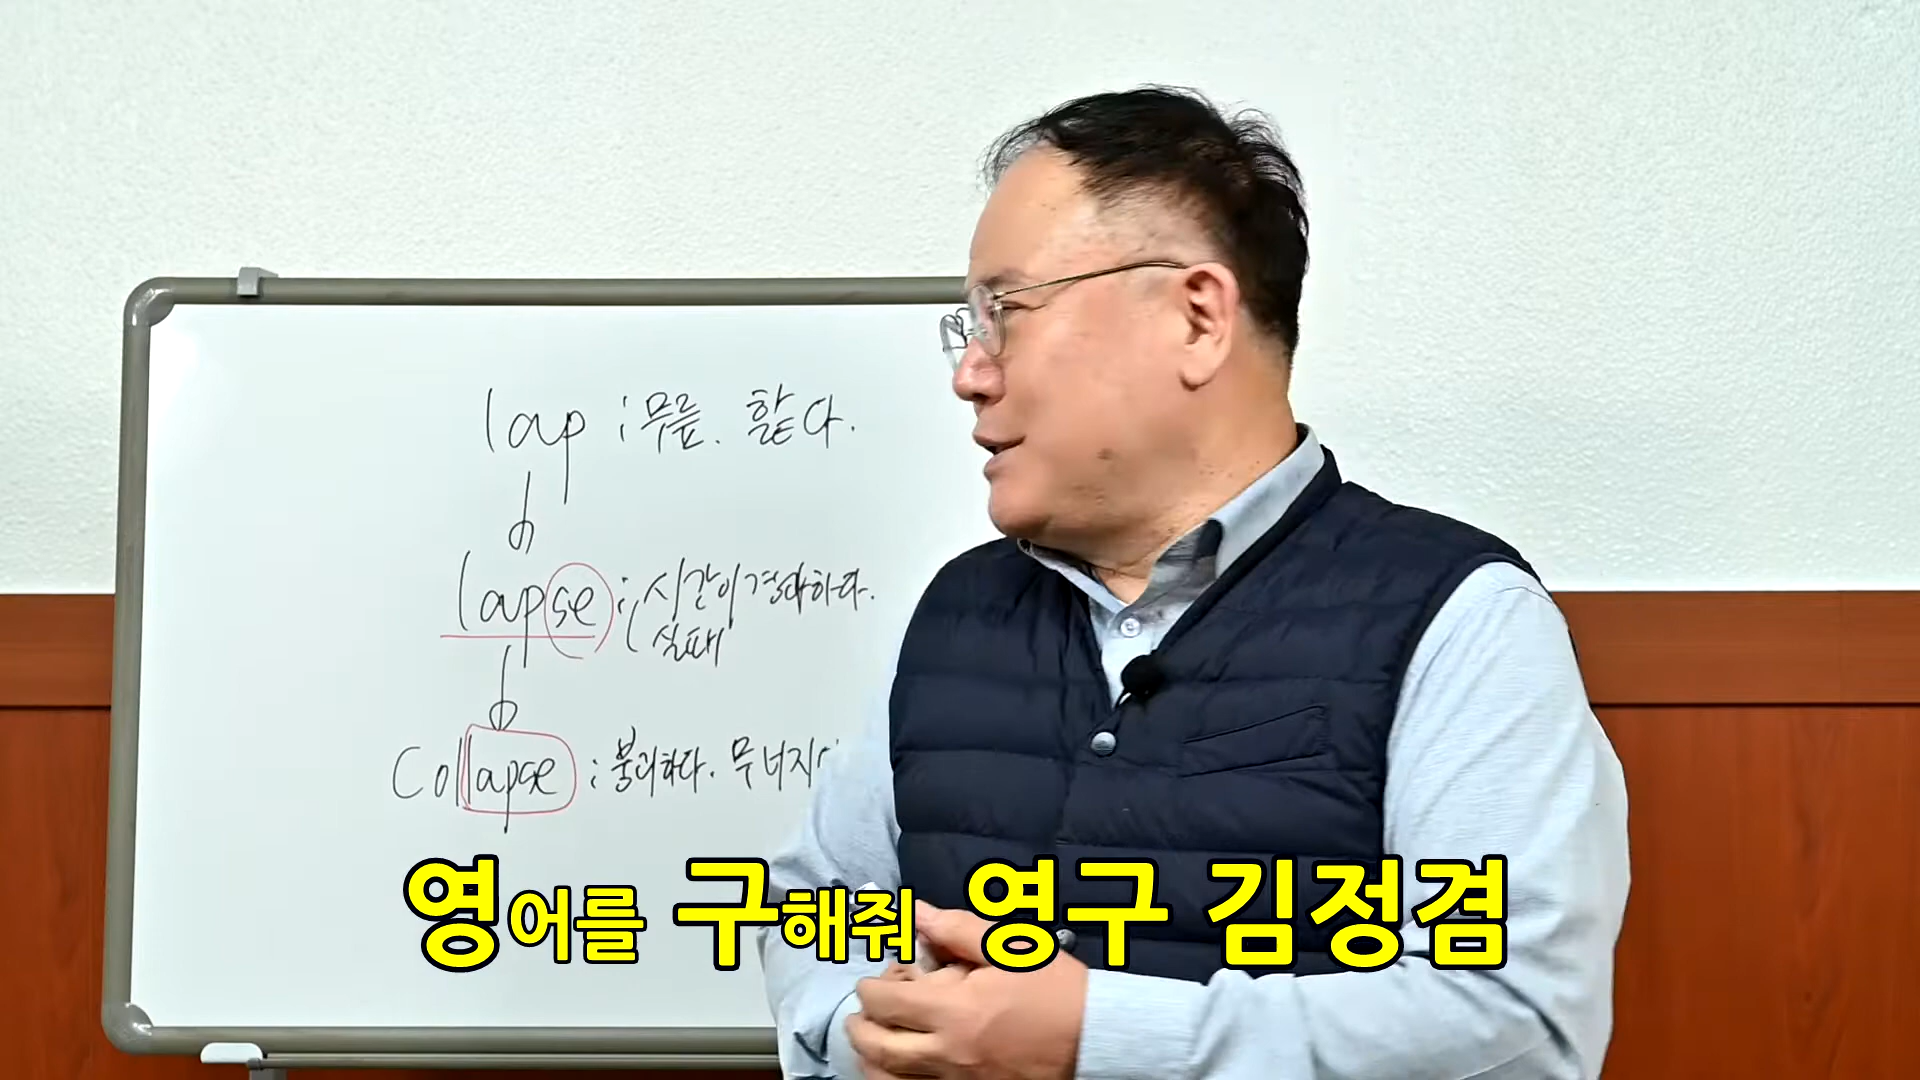 lap ; 무릎. 핥다.
lapse ; 시간이 경과하다.
실패
collapse : 붕괴하다. 무너지다
영어를 구해줘 영구 김정겸